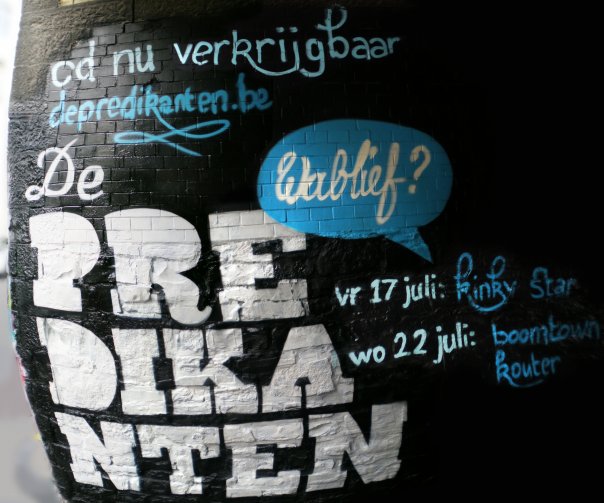 cd nu verkrijgbaar
depredikanten.be
De
Wablief?
PRE
DIKA
NTEN
vr 17 juli: kinky Star
wo 22 juli: boomtown
kouter